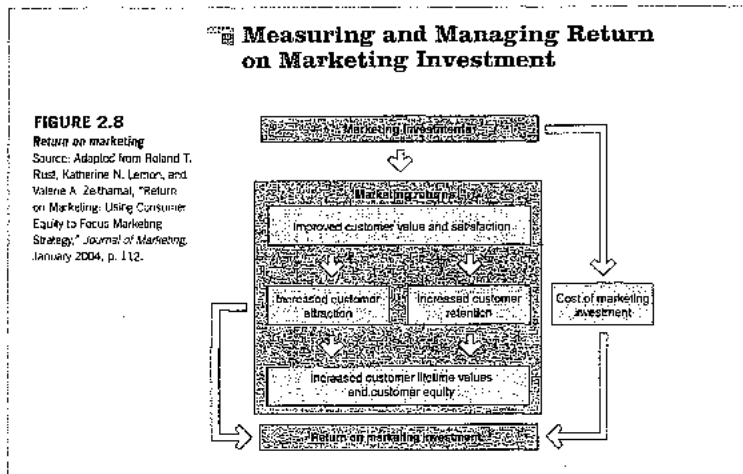 Measuring and Managing Return
on Marketing Investment
FIGURE 2.8
Return on marketing
Source: Adapted from Roland T.
Rust, Katherine N. Lemon, and
Valerie A. Zeithamal, "Return
on Marketing: Using Consumer
Equity to Focus Marketing
Strategy," Journal of Marketing,
January 2004, p. 112.
Marketing Investments
Marketing returns
Improved customer value and satisfaction
Increased customer
attraction
Increased customer
retention
Cost of marketing
investment
Increased customer lifetime values
and customer equity
Return on marketing investment